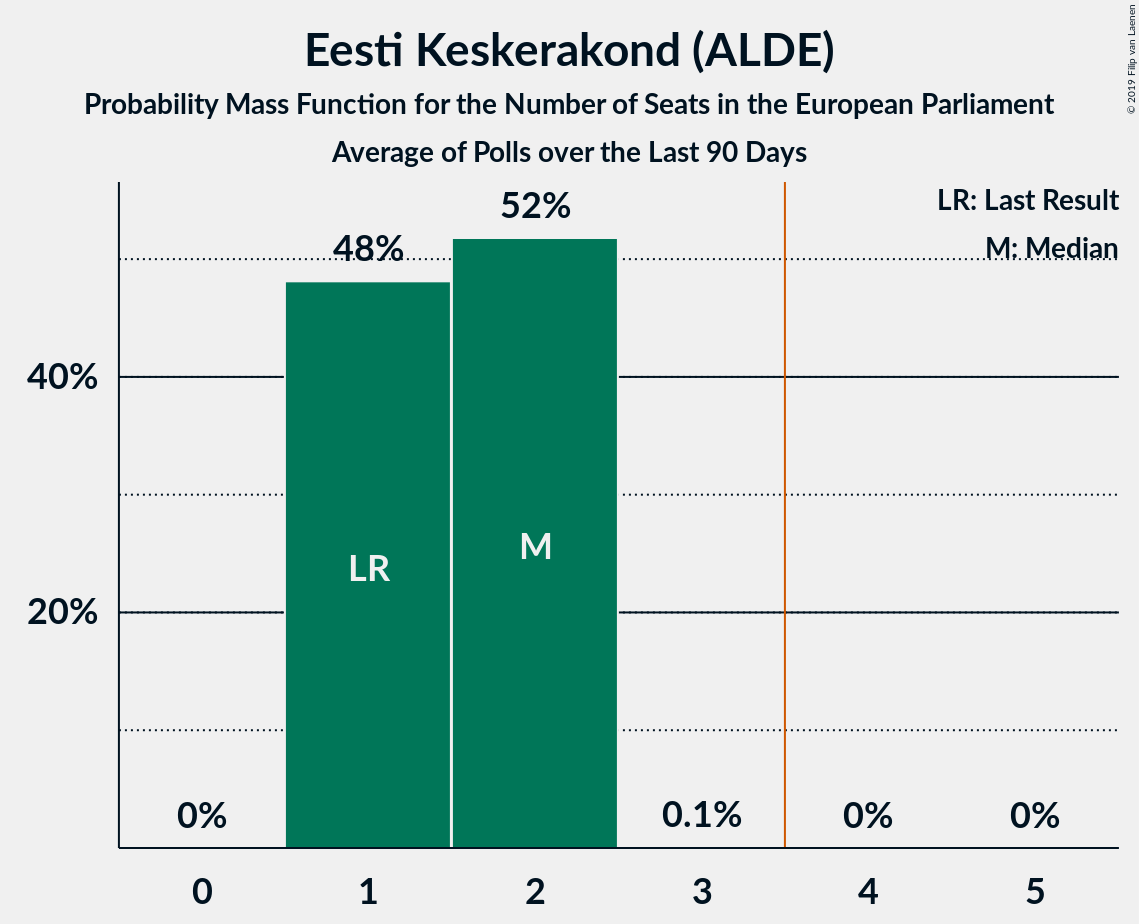 Eesti Keskerakond (ALDE)
Probability Mass Function for the Number of Seats in the European Parliament
Average of Polls over the Last 90 Days
© 2019 Filip van Laenen
LR: Last Result
M: Median
52%
48%
40%
20%
LR
M
0%
0.1%
0%
0%
0
1
2
3
4
5